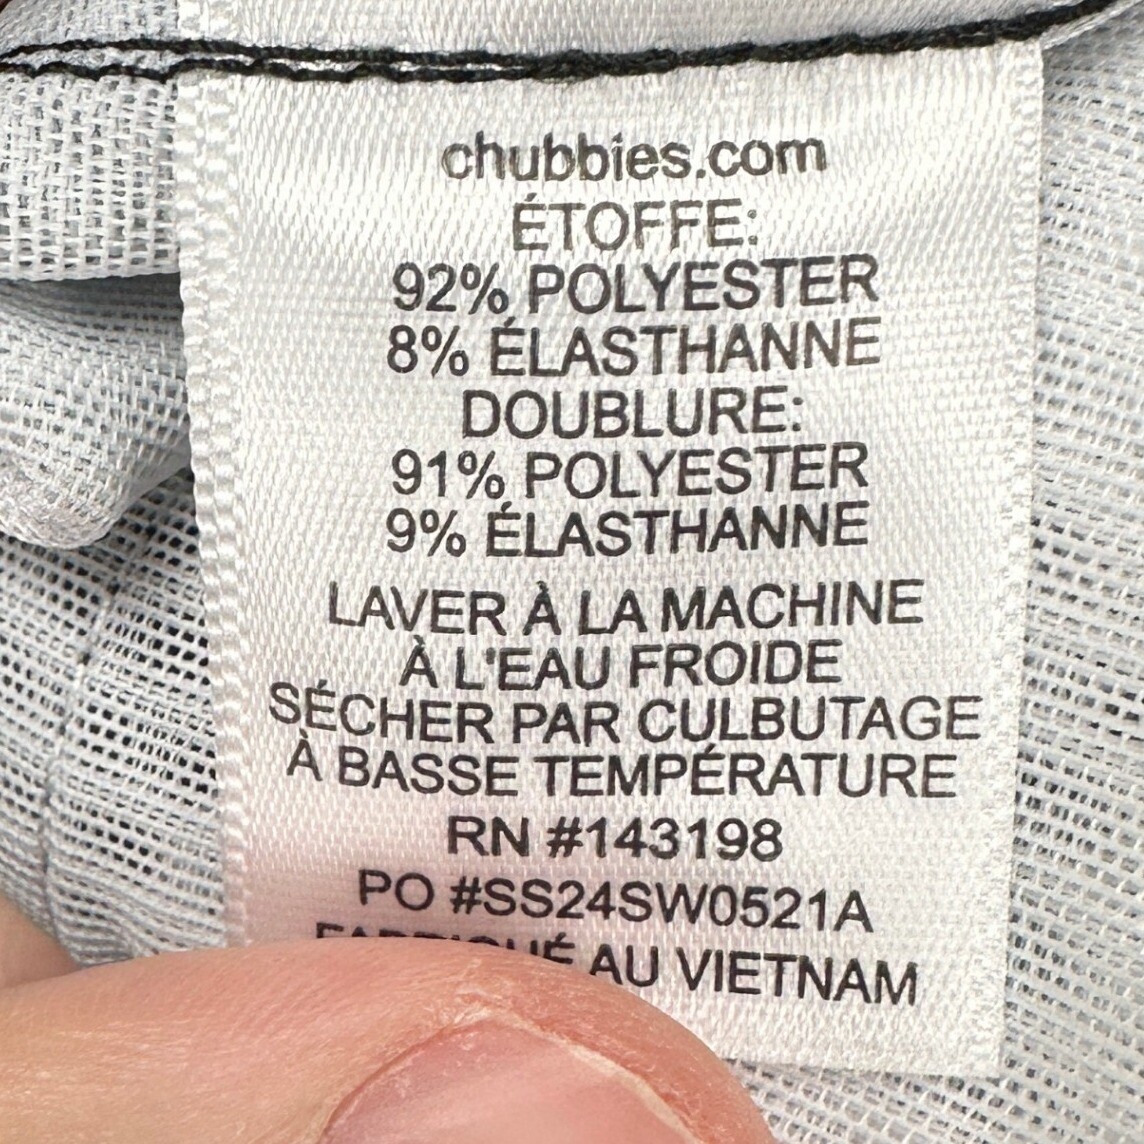 chubbies.com
ÉTOFFE:
92% POLYESTER
8% ÉLASTHANNE
DOUBLURE:
91% POLYESTER
9% ÉLASTHANNE
LAVER À LA MACHINE
À L'EAU FROIDE
SÉCHER PAR CULBUTAGE
À BASSE TEMPÉRATURE
RN #143198
PO #SS24SW0521A
FABRIQUÉ AU VIETNAM